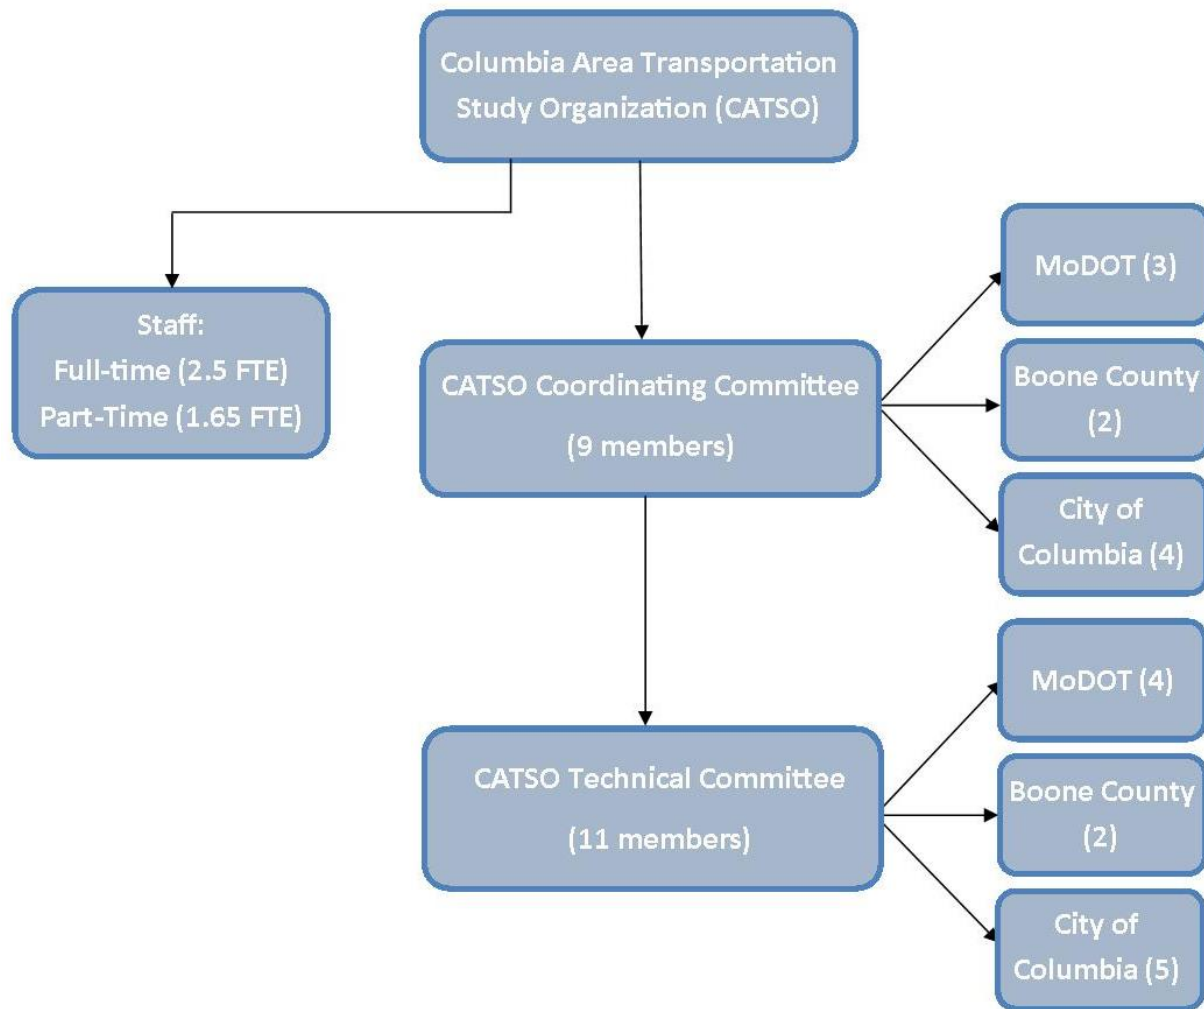 Columbia Area Transportation
Study Organization (CATSO)
Staff:
Full-time (2.5 FTE)
Part-Time (1.65 FTE)
CATSO Coordinating Committee
(9 members)
MoDOT (3)
Boone County
(2)
City of
Columbia (4)
CATSO Technical Committee
(11 members)
MoDOT (4)
Boone County
(2)
City of
Columbia (5)